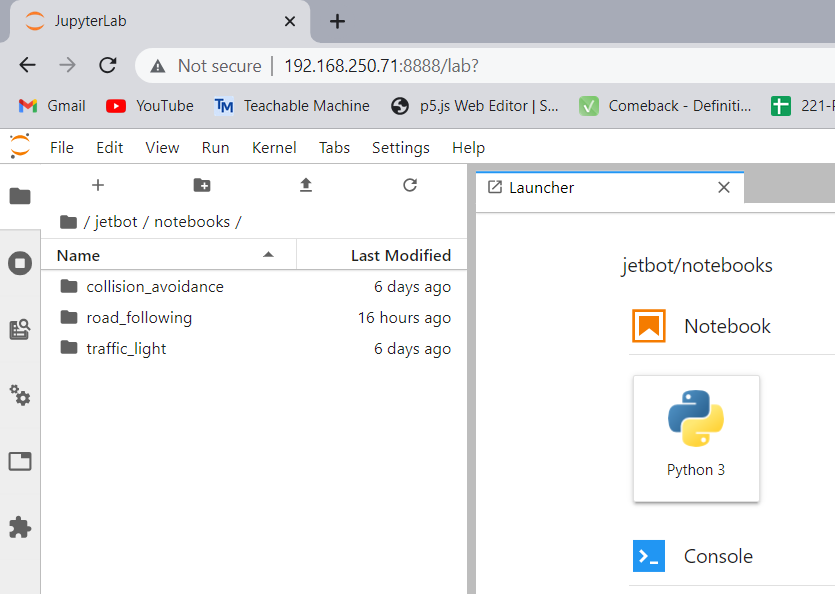 JupyterLab
Not secure | 192.168.250.71:8888/lab?
Gmail YouTube TM Teachable Machine p5.js Web Editor | S... Comeback - Definiti... 221-
File Edit View Run Kernel Tabs Settings Help
/ jetbot / notebooks /
Name Last Modified
collision_avoidance 6 days ago
road_following 16 hours ago
traffic_light 6 days ago
Launcher
jetbot/notebooks
Notebook
Python 3
Console